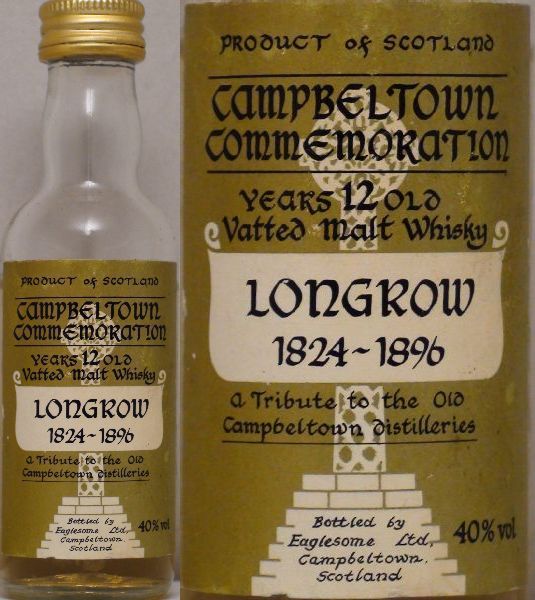 PRODUCT of SCOTLAND
CAMPBELTOWN
COMMEMORATION
YEARS 12 OLD
Vatted Malt Whisky
LONGROW
1824~1896
a Tribute to the Old
Campbeltown distilleries
Bottled by
Eaglesome Ltd,
Campbeltown,
Scotland
40% vol
PRODUCT of SCOTLAND
CAMPBELTOWN
COMMEMORATION
YEARS 12 OLD
Vatted Malt Whisky
LONGROW
1824~1896
a Tribute to the Old
Campbeltown distilleries
Bottled by
Eaglesome Ltd,
Campbeltown,
Scotland
40% vol